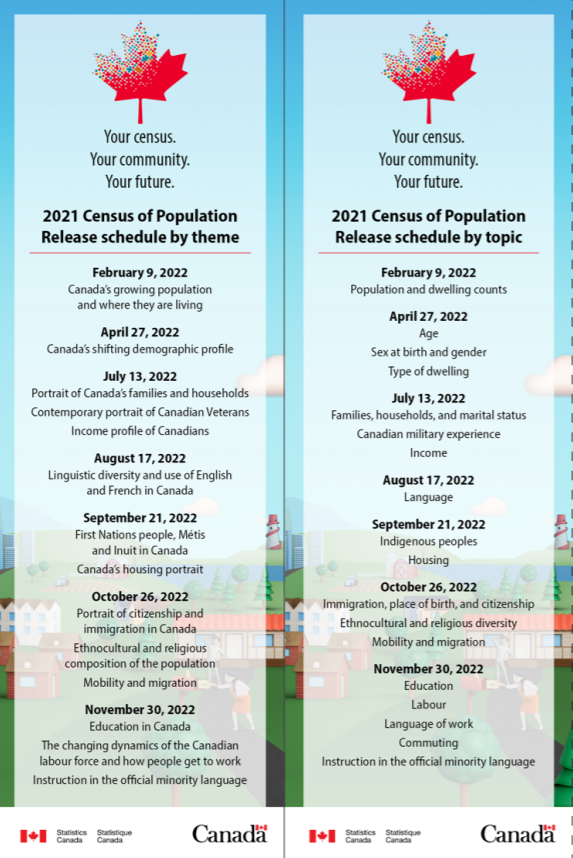 Your census.
Your community.
Your future.
2021 Census of Population
Release schedule by theme
February 9, 2022
Canada's growing population
and where they are living
April 27, 2022
Canada's shifting demographic profile
July 13, 2022
Portrait of Canada's families and households
Contemporary portrait of Canadian Veterans
Income profile of Canadians
August 17, 2022
Linguistic diversity and use of English
and French in Canada
September 21, 2022
First Nations people, Métis
and Inuit in Canada
Canada's housing portrait
October 26, 2022
Portrait of citizenship and
immigration in Canada
Ethnocultural and religious
composition of the population
Mobility and migration
November 30, 2022
Education in Canada
The changing dynamics of the Canadian
labour force and how people get to work
Instruction in the official minority language
Statistics Statistique
Canada Canada
Canada
Your census.
Your community.
Your future.
2021 Census of Population
Release schedule by topic
February 9, 2022
Population and dwelling counts
April 27, 2022
Age
Sex at birth and gender
Type of dwelling
July 13, 2022
Families, households, and marital status
Canadian military experience
Income
August 17, 2022
Language
September 21, 2022
Indigenous peoples
Housing
October 26, 2022
Immigration, place of birth, and citizenship
Ethnocultural and religious diversity
Mobility and migration
November 30, 2022
Education
Labour
Language of work
Commuting
Instruction in the official minority language
Statistics Statistique
Canada Canada
Canada